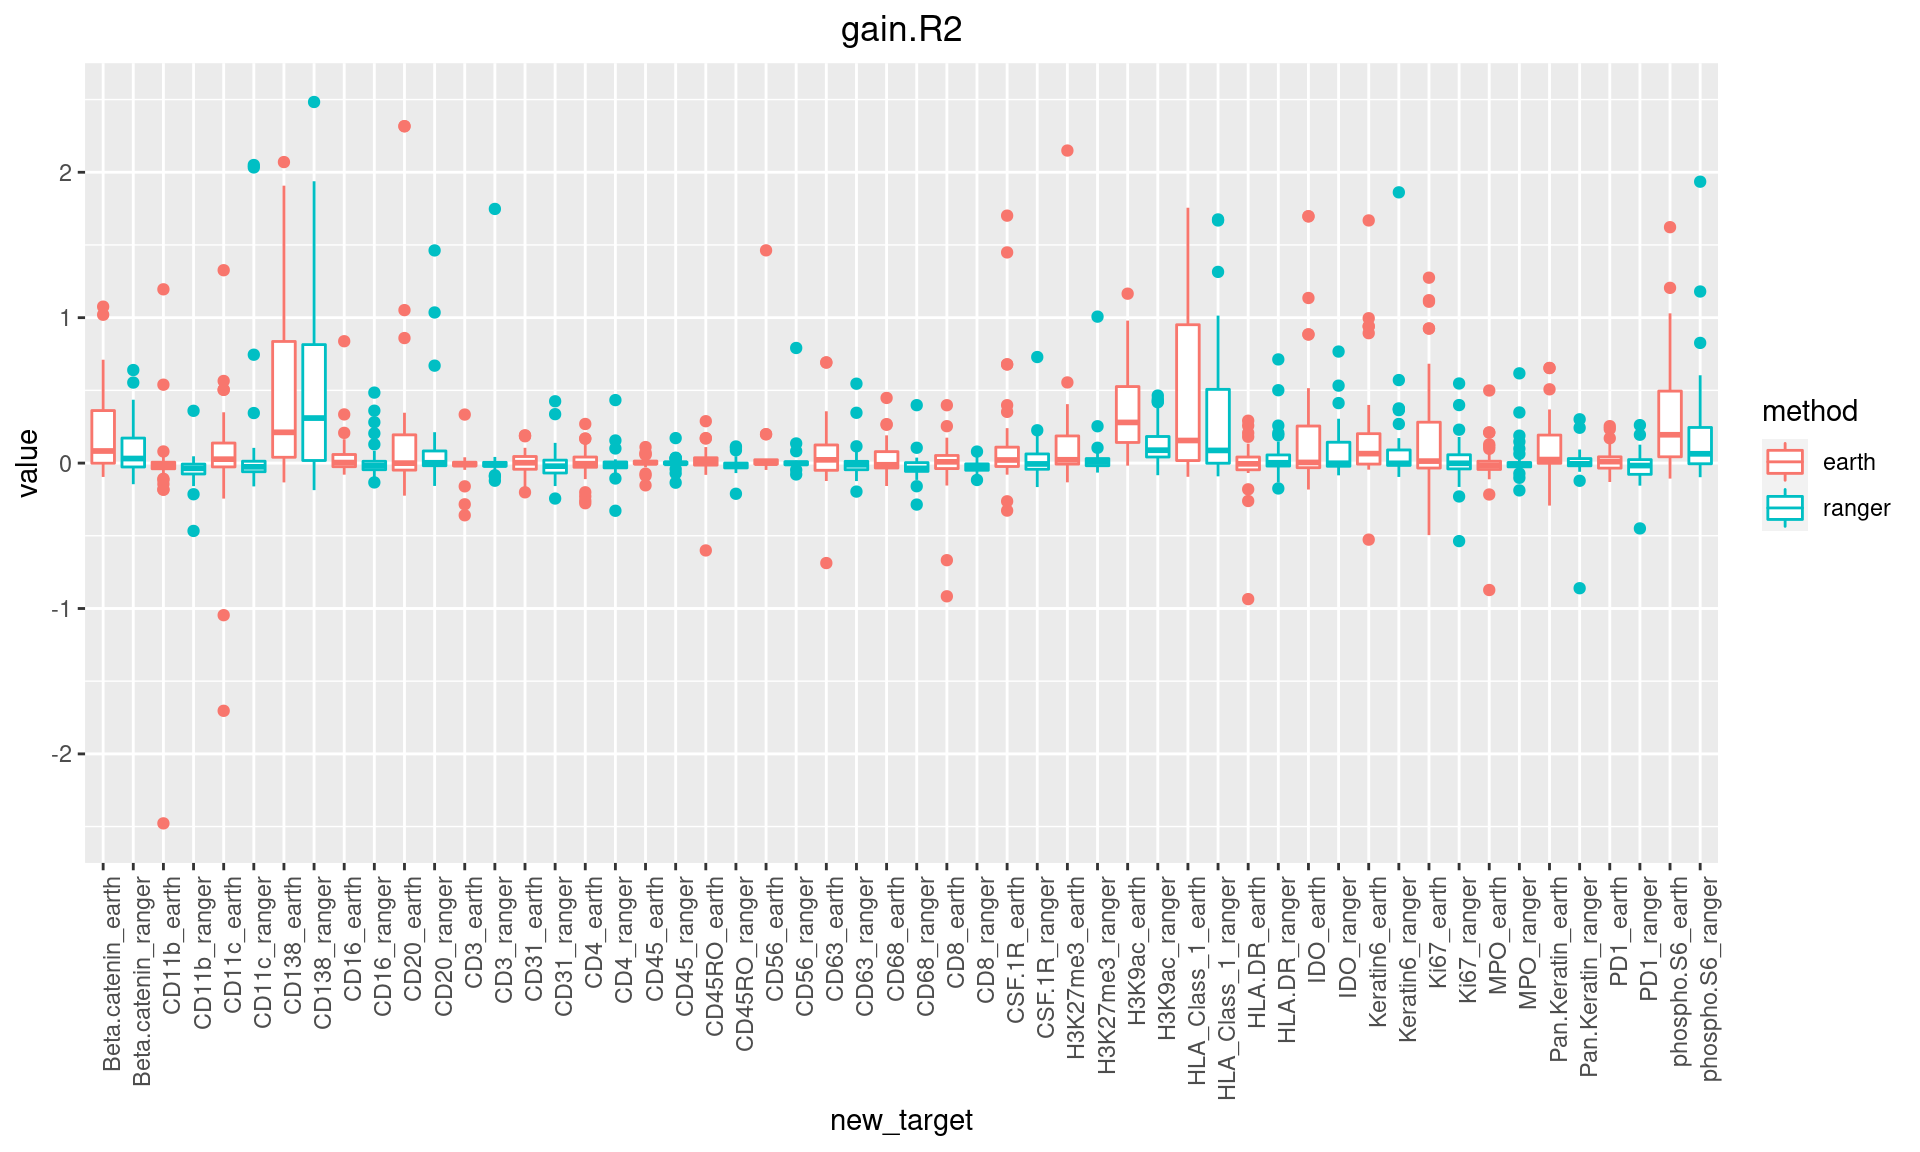 gain.R2
value
2
1
0
-1
-2
Beta.catenin_earth
Beta.catenin_ranger
CD11b_earth
CD11b_ranger
CD11c_earth
CD11c_ranger
CD138_earth
CD138_ranger
CD16_earth
CD16_ranger
CD20_earth
CD20_ranger
CD3_earth
CD3_ranger
CD31_earth
CD31_ranger
CD4_earth
CD4_ranger
CD45_earth
CD45_ranger
CD45RO_earth
CD45RO_ranger
CD56_earth
CD56_ranger
CD63_earth
CD63_ranger
CD68_earth
CD68_ranger
CD8_earth
CD8_ranger
CSF.1R_earth
CSF.1R_ranger
H3K27me3_earth
H3K27me3_ranger
H3K9ac_earth
H3K9ac_ranger
HLA_Class_1_earth
HLA_Class_1_ranger
HLA.DR_earth
HLA.DR_ranger
IDO_earth
IDO_ranger
Keratin6_earth
Keratin6_ranger
Ki67_earth
Ki67_ranger
MPO_earth
MPO_ranger
Pan.Keratin_earth
Pan.Keratin_ranger
PD1_earth
PD1_ranger
phospho.S6_earth
phospho.S6_ranger
new_target
method
earth
ranger